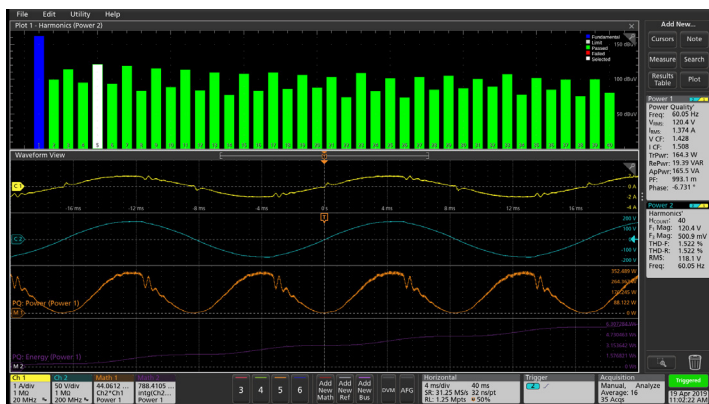 File Edit Utility Help
Add New...
Plot 1 - Harmonics (Power 2)
Fundamental
Limit
Passed
Failed
Selected
150 dBuV
100 dBuV
50 dBuV
Cursors Note
Measure Search
Results Table Plot
Power 1
Power Quality'
Freq: 60.05 Hz
VRMS: 120.4 V
IRMS: 1.374 A
V CF: 1.428
I CF: 1.508
TrPwr: 164.3 W
RePwr: 19.39 VAR
ApPwr: 165.5 VA
PF: 993.1 m
Phase: -6.731 °
Power 2
Harmonics'
HCOUNT: 40
F1 Mag: 120.4 V
F3 Mag: 500.9 mV
THD-F: 1.522 %
THD-R: 1.522 %
RMS: 118.1 V
Freq: 60.05 Hz
Waveform View
C 1
0 A
-2 A
-4 A
-16 ms -12 ms -8 ms -4 ms 0 s 4 ms 8 ms 12 ms 16 ms
T
200 V
100 V
C 2
-100 V
-200 V
352.489 W
88.122 W
0 W
PQ: Power (Power 1)
M 1
PQ: Energy (Power 1)
M 2
Ch 1
1 A/div
1 MΩ
20 MHz
Ch 2
50 V/div
1 MΩ
200 MHz
Math 1
44.0612 ...
Ch2*Ch1
Power 1
788.4105 ...
Intg(Ch2...
Power 1
3 4 5 6
Add New Math
Add New Ref
Add New Bus
DVM AFG
Horizontal
4 ms/div 40 ms
SR: 31.25 MS/s 32 ns/pt
RL: 1.25 Mpts 50%
Trigger
2
Acquisition
Manual, Analyze
Average: 16
35 Acqs
Triggered
19 Apr 2019
11:02:22 AM